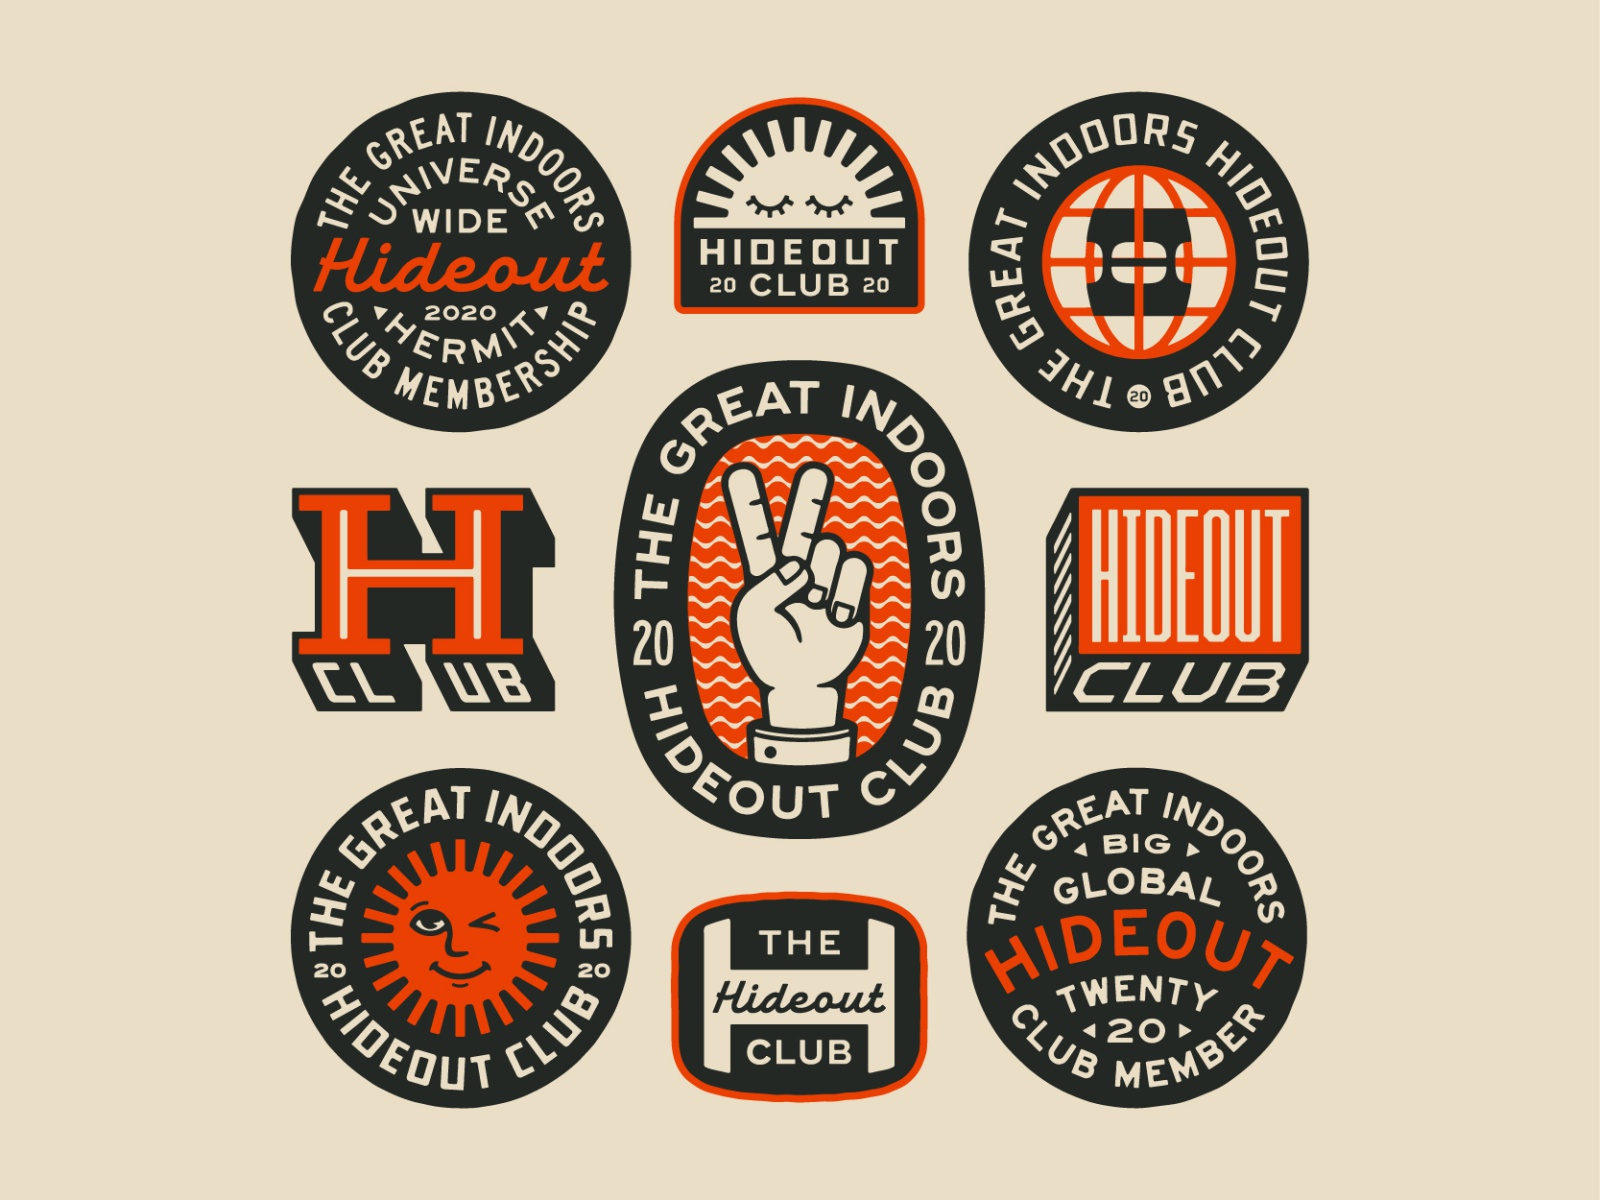 THE GREAT INDOORS
UNIVERSE
WIDE
Hideout
2020
HERMIT
CLUB MEMBERSHIP
HIDEOUT
20 CLUB 20
THE GREAT INDOORS HIDEOUT CLUB
20
H
THE GREAT INDOORS
20 20
HIDEOUT CLUB
H
CLUB
HIDEOUT
CLUB
THE GREAT INDOORS
20 20
HIDEOUT CLUB
THE
Hideout
CLUB
THE GREAT INDOORS
BIG
GLOBAL
HIDEOUT
TWENTY
20
CLUB MEMBER